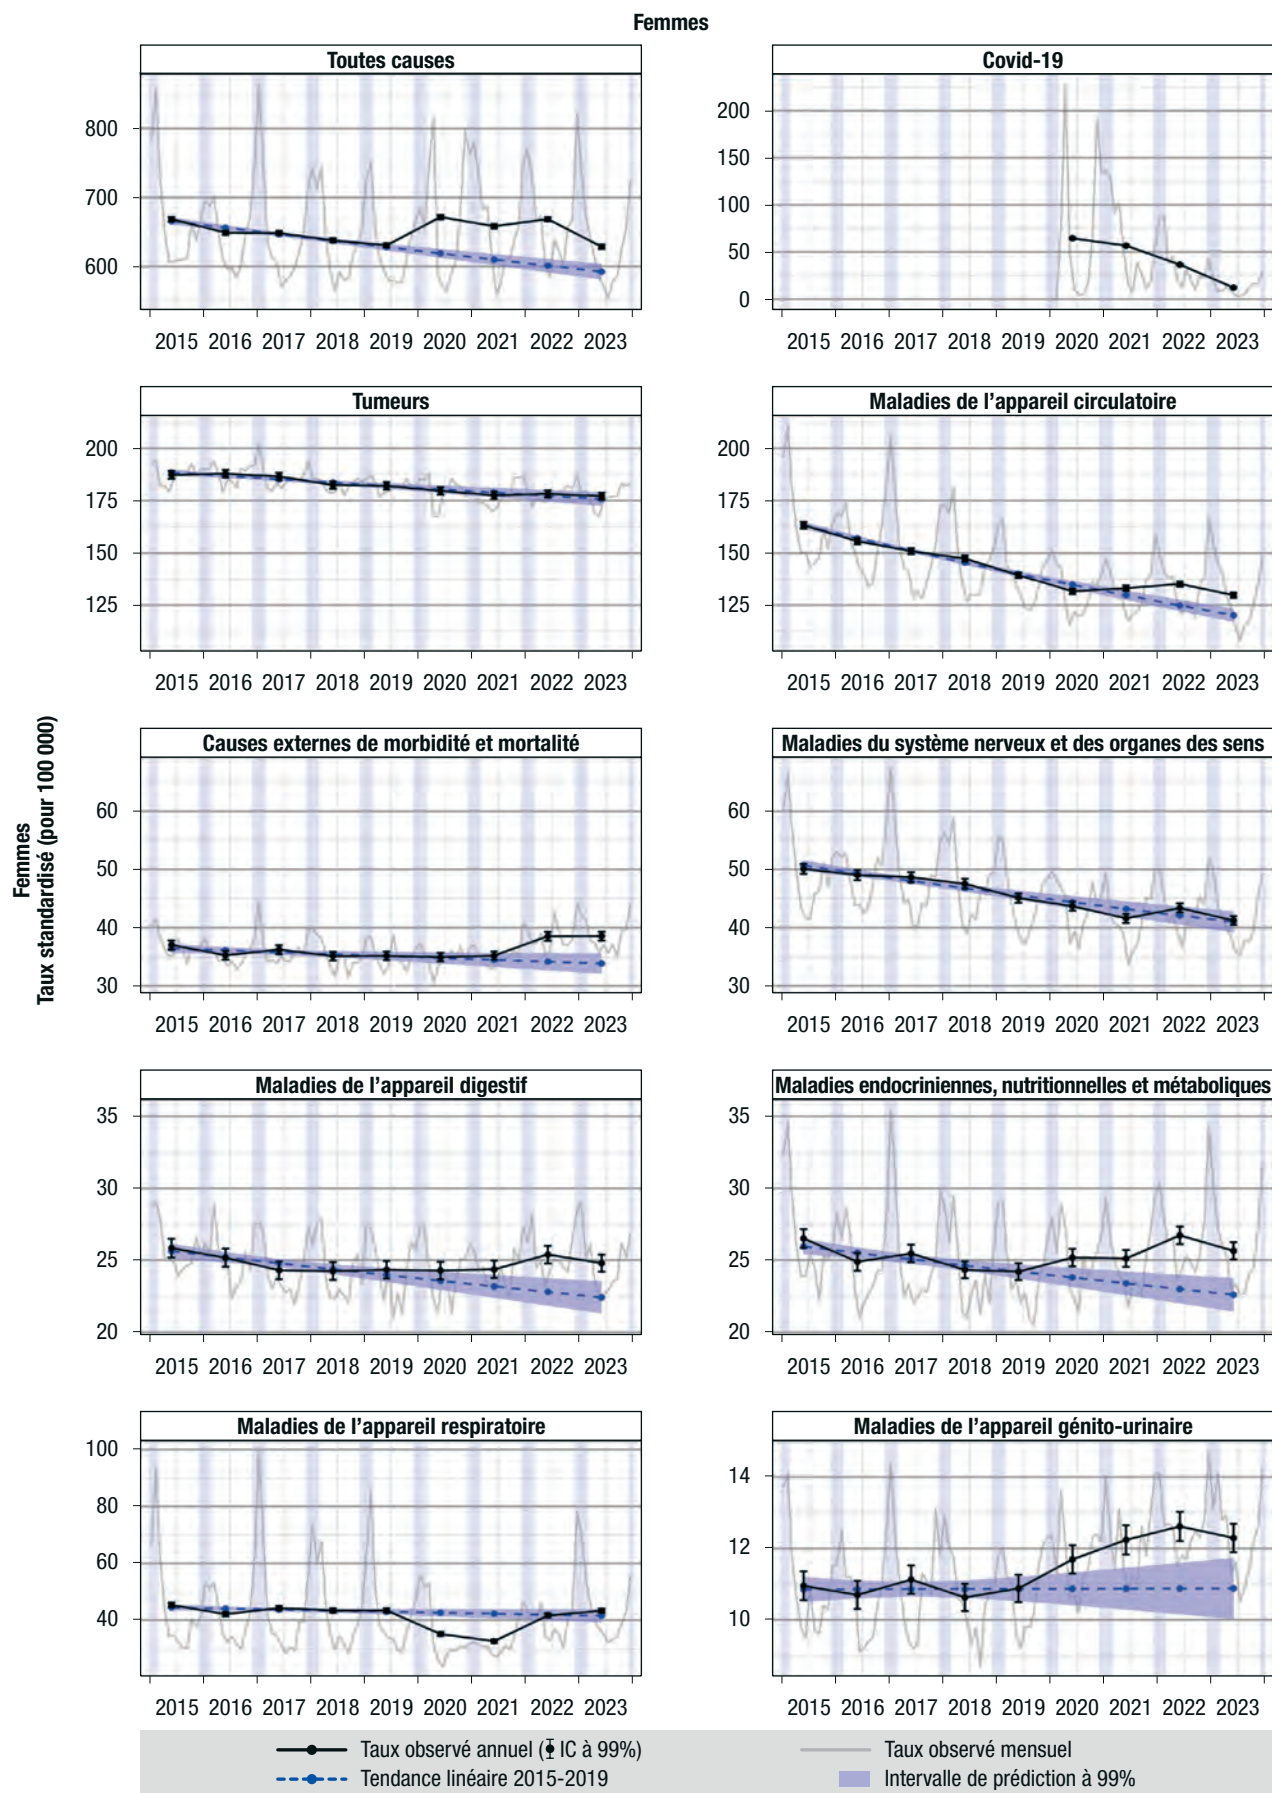 Femmes
Toutes causes
Covid-19
800
700
600
200
150
100
50
0
2015 2016 2017 2018 2019 2020 2021 2022 2023
2015 2016 2017 2018 2019 2020 2021 2022 2023
Tumeurs
Maladies de l'appareil circulatoire
200
175
150
125
200
175
150
125
2015 2016 2017 2018 2019 2020 2021 2022 2023
2015 2016 2017 2018 2019 2020 2021 2022 2023
Femmes
Taux standardisé (pour 100 000)
Causes externes de morbidité et mortalité
Maladies du système nerveux et des organes des sens
60
50
40
30
60
50
40
30
2015 2016 2017 2018 2019 2020 2021 2022 2023
2015 2016 2017 2018 2019 2020 2021 2022 2023
Maladies de l'appareil digestif
Maladies endocriniennes, nutritionnelles et métaboliques
35
30
25
20
35
30
25
20
2015 2016 2017 2018 2019 2020 2021 2022 2023
2015 2016 2017 2018 2019 2020 2021 2022 2023
Maladies de l'appareil respiratoire
Maladies de l'appareil génito-urinaire
100
80
60
40
14
12
10
2015 2016 2017 2018 2019 2020 2021 2022 2023
2015 2016 2017 2018 2019 2020 2021 2022 2023
Taux observé annuel (IC à 99%)
Taux observé mensuel
Tendance linéaire 2015-2019
Intervalle de prédiction à 99%